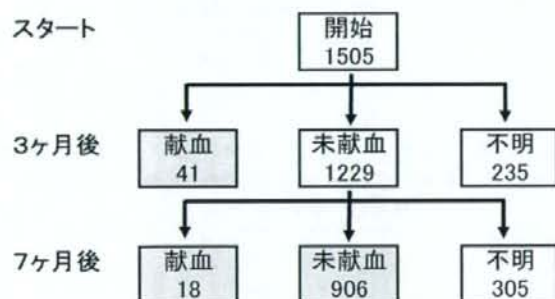 スタート
開始
1505
3ヶ月後
献血
41
未献血
1229
不明
235
7ヶ月後
献血
18
未献血
906
不明
305